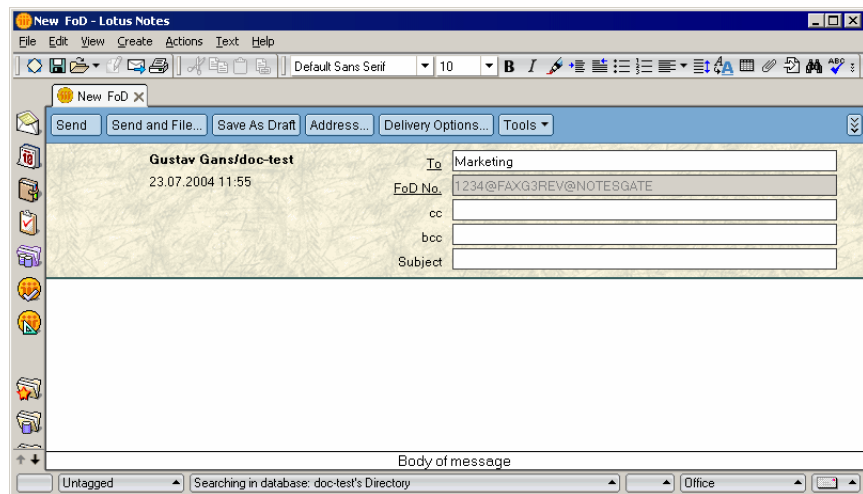 New FoD - Lotus Notes
File Edit View Create Actions Text Help
Default Sans Serif 10 B I ABC
New FoD
Send Send and File... Save As Draft Address... Delivery Options... Tools
Gustav Gans/doc-test To Marketing
23.07.2004 11:55 FoD No. 1234@FAXG3REV@NOTESGATE
cc
bcc
Subject
Body of message
Untagged Searching in database: doc-test's Directory Office